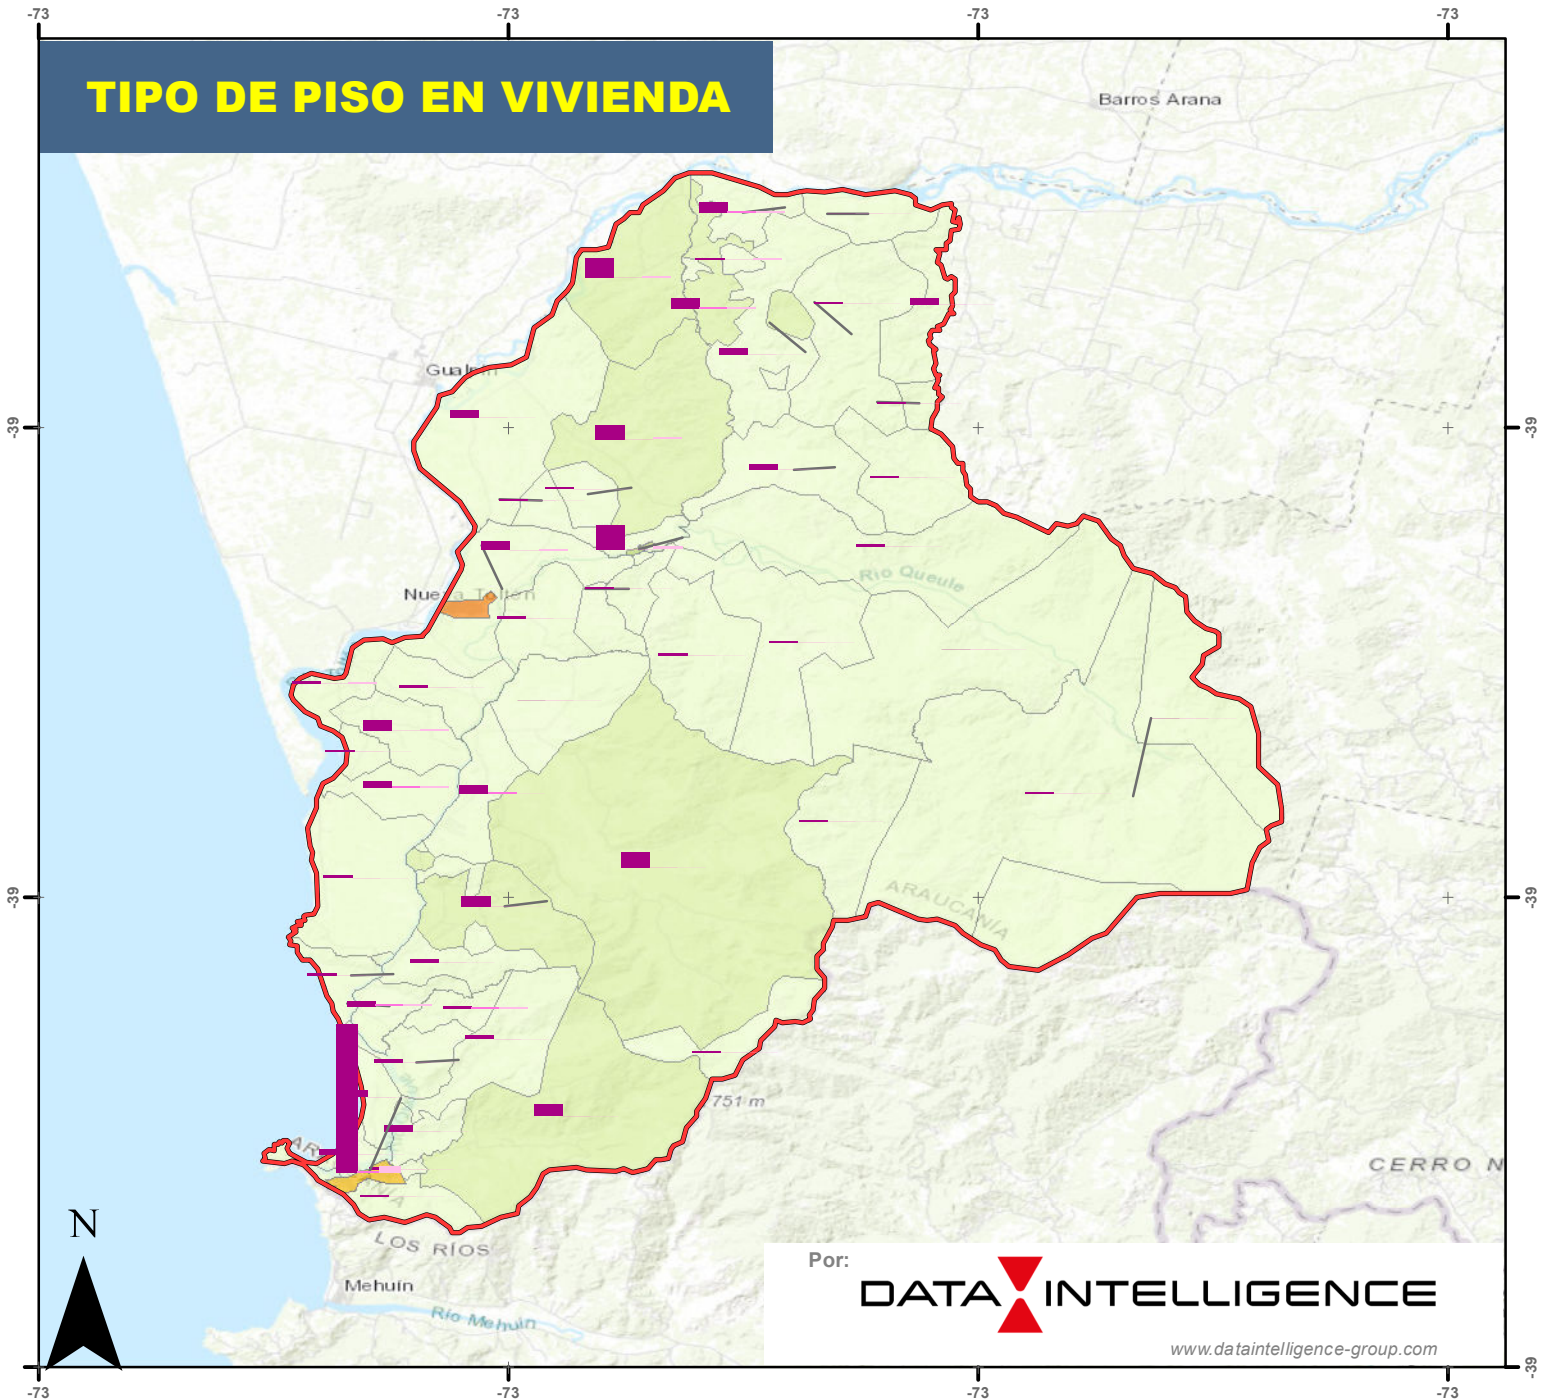 -73 -73 -73 -73
TIPO DE PISO EN VIVIENDA
Barros Arana
-39 -39
Río Queule
-39 -39
ARAUCANÍA
751 m
CERRO N
N
LOS RÍOS
Mehuín
Río Mehuín
Por:
DATA INTELLIGENCE
www.dataintelligence-group.com
-39
-73 -73 -73 -73